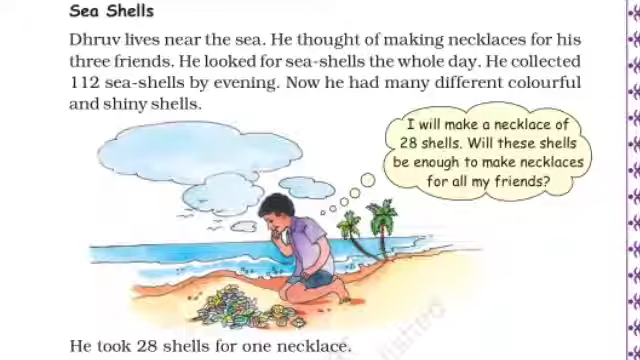 Sea Shells
Dhruv lives near the sea. He thought of making necklaces for his
three friends. He looked for sea-shells the whole day. He collected
112 sea-shells by evening. Now he had many different colourful
and shiny shells.
I will make a necklace of
28 shells. Will these shells
be enough to make necklaces
for all my friends?
He took 28 shells for one necklace.